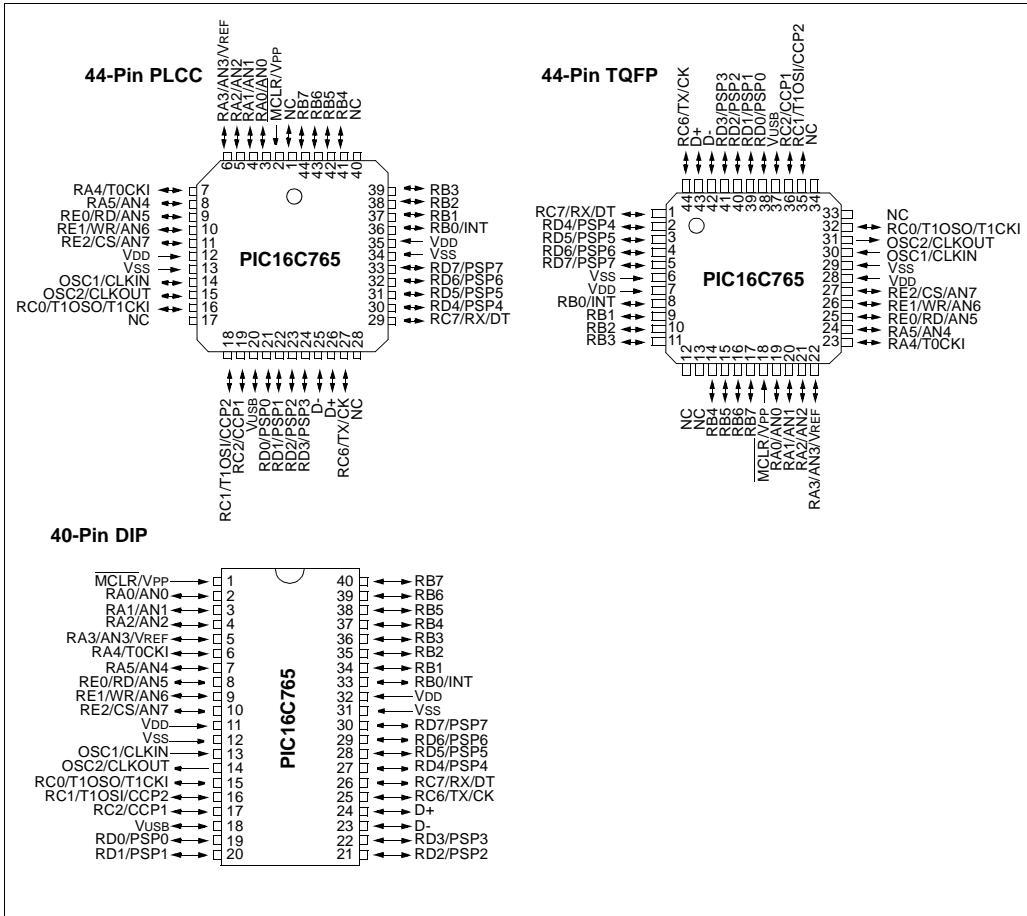 44-Pin PLCC
RA3/AN3/VREF
RA2/AN2
RA1/AN1
RA0/AN0
MCLR/VPP
NC
RB7
RB6
RB5
RB4
NC
6 5 4 3 2 1 44 43 42 41 40
RA4/T0CKI 7
RA5/AN4 8
RE0/RD/AN5 9
RE1/WR/AN6 10
RE2/CS/AN7 11
VDD 12
VSS 13
OSC1/CLKIN 14
OSC2/CLKOUT 15
RC0/T1OSO/T1CKI 16
NC 17
PIC16C765
39 RB3
38 RB2
37 RB1
36 RB0/INT
35 VDD
34 VSS
33 RD7/PSP7
32 RD6/PSP6
31 RD5/PSP5
30 RD4/PSP4
29 RC7/RX/DT
18 19 20 21 22 23 24 25 26 27 28
RC1/T1OSI/CCP2
RC2/CCP1
VUSB
RD0/PSP0
RD1/PSP1
RD2/PSP2
RD3/PSP3
D-
D+
RC6/TX/CK
NC
44-Pin TQFP
RC6/TX/CK
D+
D-
RD3/PSP3
RD2/PSP2
RD1/PSP1
RD0/PSP0
VUSB
RC2/CCP1
RC1/T1OSI/CCP2
NC
44 43 42 41 40 39 38 37 36 35 34
RC7/RX/DT 1
RD4/PSP4 2
RD5/PSP5 3
RD6/PSP6 4
RD7/PSP7 5
VSS 6
VDD 7
RB0/INT 8
RB1 9
RB2 10
RB3 11
PIC16C765
33 NC
32 RC0/T1OSO/T1CKI
31 OSC2/CLKOUT
30 OSC1/CLKIN
29 VSS
28 VDD
27 RE2/CS/AN7
26 RE1/WR/AN6
25 RE0/RD/AN5
24 RA5/AN4
23 RA4/T0CKI
12 13 14 15 16 17 18 19 20 21 22
NC
NC
RB4
RB5
RB6
RB7
MCLR/VPP
RA0/AN0
RA1/AN1
RA2/AN2
RA3/AN3/VREF
40-Pin DIP
MCLR/VPP 1 40 RB7
RA0/AN0 2 39 RB6
RA1/AN1 3 38 RB5
RA2/AN2 4 37 RB4
RA3/AN3/VREF 5 36 RB3
RA4/T0CKI 6 35 RB2
RA5/AN4 7 34 RB1
RE0/RD/AN5 8 33 RB0/INT
RE1/WR/AN6 9 32 VDD
RE2/CS/AN7 10 31 VSS
VDD 11 30 RD7/PSP7
VSS 12 29 RD6/PSP6
OSC1/CLKIN 13 28 RD5/PSP5
OSC2/CLKOUT 14 27 RD4/PSP4
RC0/T1OSO/T1CKI 15 26 RC7/RX/DT
RC1/T1OSI/CCP2 16 25 RC6/TX/CK
RC2/CCP1 17 24 D+
VUSB 18 23 D-
RD0/PSP0 19 22 RD3/PSP3
RD1/PSP1 20 21 RD2/PSP2
PIC16C765